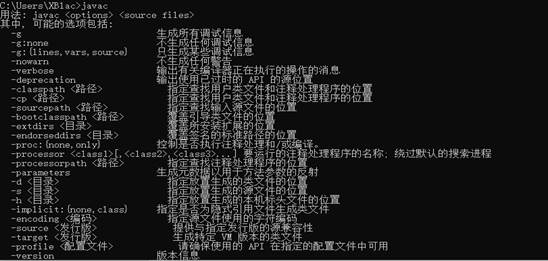 C:\Users\XBlac>javac
用法: javac <options> <source files>
其中, 可能的选项包括:
-g 生成所有调试信息
-g:none 不生成任何调试信息
-g:{lines,vars,source} 只生成某些调试信息
-nowarn 不生成任何警告
-verbose 输出有关编译器正在执行的操作的消息
-deprecation 输出使用已过时的 API 的源位置
-classpath <路径> 指定查找用户类文件和注释处理程序的位置
-cp <路径> 指定查找用户类文件和注释处理程序的位置
-sourcepath <路径> 指定查找输入源文件的位置
-bootclasspath <路径> 覆盖引导类文件的位置
-extdirs <目录> 覆盖所安装扩展的位置
-endorseddirs <目录> 覆盖签名的标准路径的位置
-proc:{none,only} 控制是否执行注释处理和/或编译。
-processor <class1>[,<class2>,<class3>...] 要运行的注释处理程序的名称; 绕过默认的搜索进程
-processorpath <路径> 指定查找注释处理程序的位置
-parameters 生成元数据以用于方法参数的反射
-d <目录> 指定放置生成的类文件的位置
-s <目录> 指定放置生成的源文件的位置
-h <目录> 指定放置生成的本机标头文件的位置
-implicit:{none,class} 指定是否为隐式引用文件生成类文件
-encoding <编码> 指定源文件使用的字符编码
-source <发行版> 提供与指定发行版的源兼容性
-target <发行版> 生成特定 VM 版本的类文件
-profile <配置文件> 请确保使用的 API 在指定的配置文件中可用
-version 版本信息